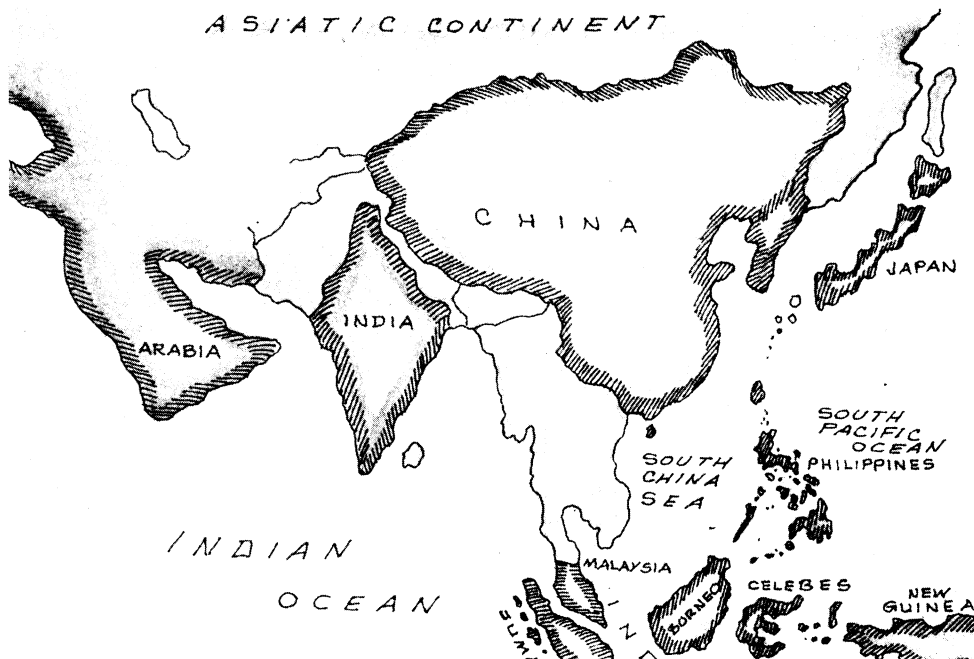 ASIATIC CONTINENT
CHINA
JAPAN
INDIA
ARABIA
SOUTH
PACIFIC
OCEAN
PHILIPPINES
SOUTH
CHINA
SEA
INDIAN
OCEAN
MALAYSIA
CELEBES
BORNEO
NEW
GUINEA